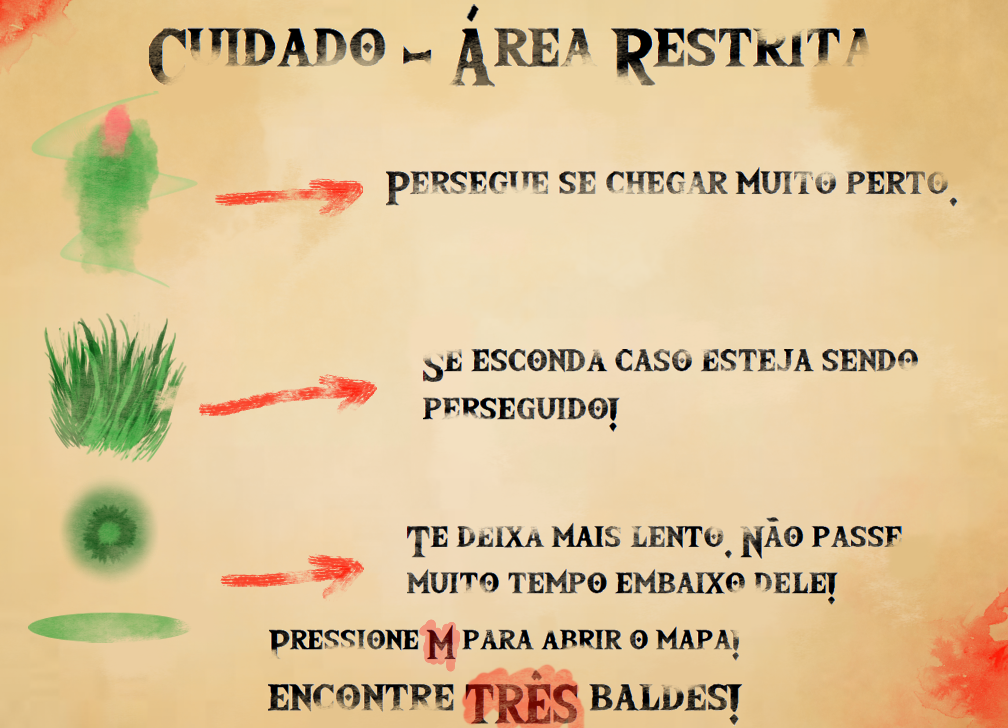 Cuidado - Área Restrita
Persegue se chegar muito perto.
Se esconda caso esteja sendo
perseguido!
Te deixa mais lento. Não passe
muito tempo embaixo dele!
Pressione M para abrir o mapa!
Encontre TRÊS baldes!